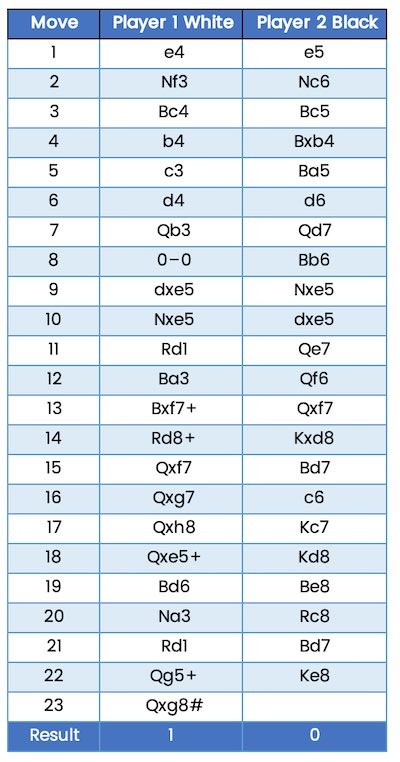 Move Player 1 White Player 2 Black
1 e4 e5
2 Nf3 Nc6
3 Bc4 Bc5
4 b4 Bxb4
5 c3 Ba5
6 d4 d6
7 Qb3 Qd7
8 0–0 Bb6
9 dxe5 Nxe5
10 Nxe5 dxe5
11 Rd1 Qe7
12 Ba3 Qf6
13 Bxf7+ Qxf7
14 Rd8+ Kxd8
15 Qxf7 Bd7
16 Qxg7 c6
17 Qxh8 Kc7
18 Qxe5+ Kd8
19 Bd6 Be8
20 Na3 Rc8
21 Rd1 Bd7
22 Qg5+ Ke8
23 Qxg8#
Result 1 0